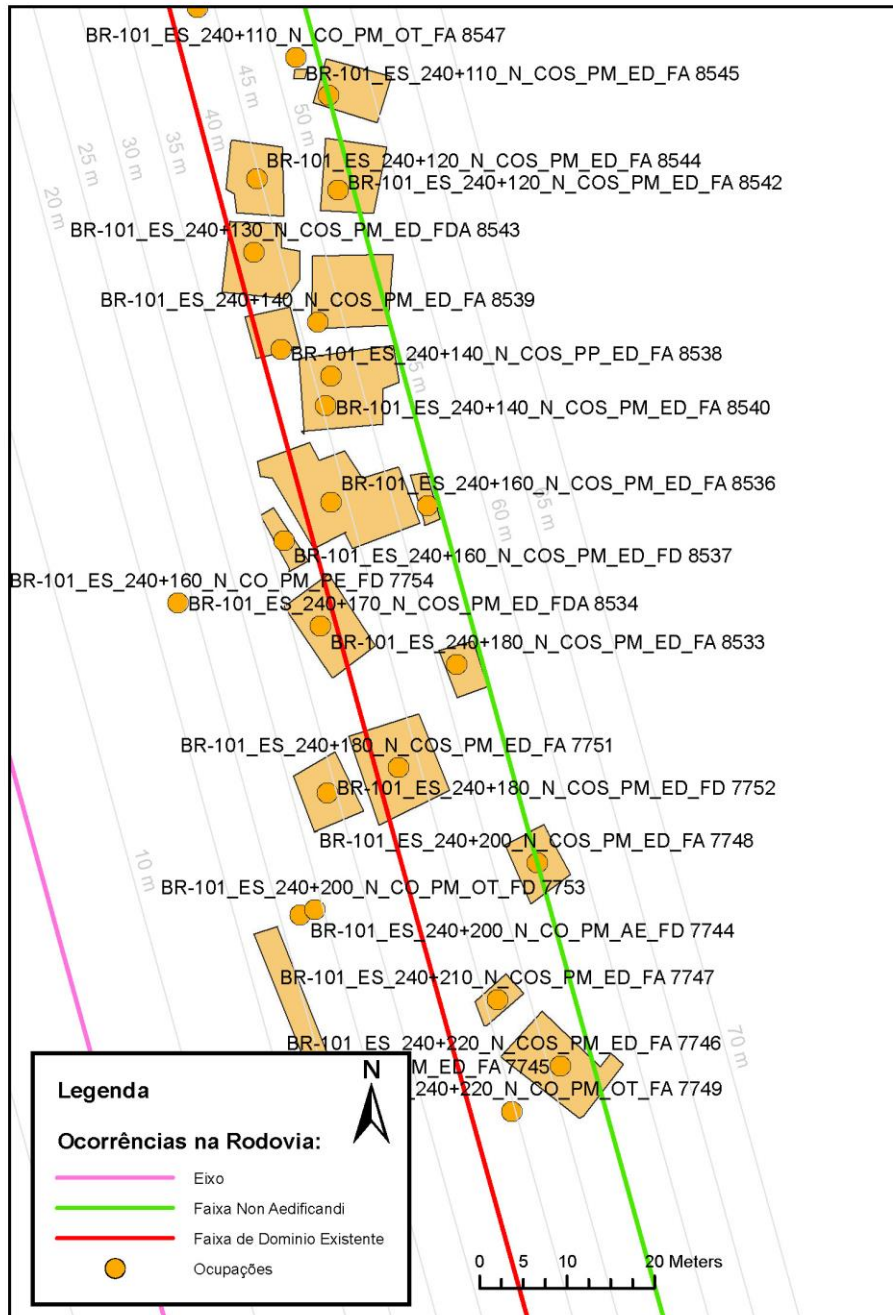 BR-101_ES_240+110_N_CO_PM_OT_FA 8547
BR-101_ES_240+110_N_COS_PM_ED_FA 8545
45 m
50 m
40 m
35 m
30 m
25 m
20 m
BR-101_ES_240+120_N_COS_PM_ED_FA 8544
BR-101_ES_240+120_N_COS_PM_ED_FA 8542
BR-101_ES_240+130_N_COS_PM_ED_FDA 8543
BR-101_ES_240+140_N_COS_PM_ED_FA 8539
BR-101_ES_240+140_N_COS_PP_ED_FA 8538
5 m
BR-101_ES_240+140_N_COS_PM_ED_FA 8540
BR-101_ES_240+160_N_COS_PM_ED_FA 8536
65 m
60 m
BR-101_ES_240+160_N_COS_PM_ED_FD 8537
BR-101_ES_240+160_N_CO_PM_PE_FD 7754
BR-101_ES_240+170_N_COS_PM_ED_FDA 8534
BR-101_ES_240+180_N_COS_PM_ED_FA 8533
BR-101_ES_240+180_N_COS_PM_ED_FA 7751
BR-101_ES_240+180_N_COS_PM_ED_FD 7752
BR-101_ES_240+200_N_COS_PM_ED_FA 7748
10 m
BR-101_ES_240+200_N_CO_PM_OT_FD 7753
BR-101_ES_240+200_N_CO_PM_AE_FD 7744
BR-101_ES_240+210_N_COS_PM_ED_FA 7747
70 m
BR-101_ES_240+220_N_COS_PM_ED_FA 7746
PM_ED_FA 7745
240+220_N_CO_PM_OT_FA 7749
N
Legenda
Ocorrências na Rodovia:
Eixo
Faixa Non Aedificandi
Faixa de Dominio Existente
Ocupações
0 5 10 20 Meters